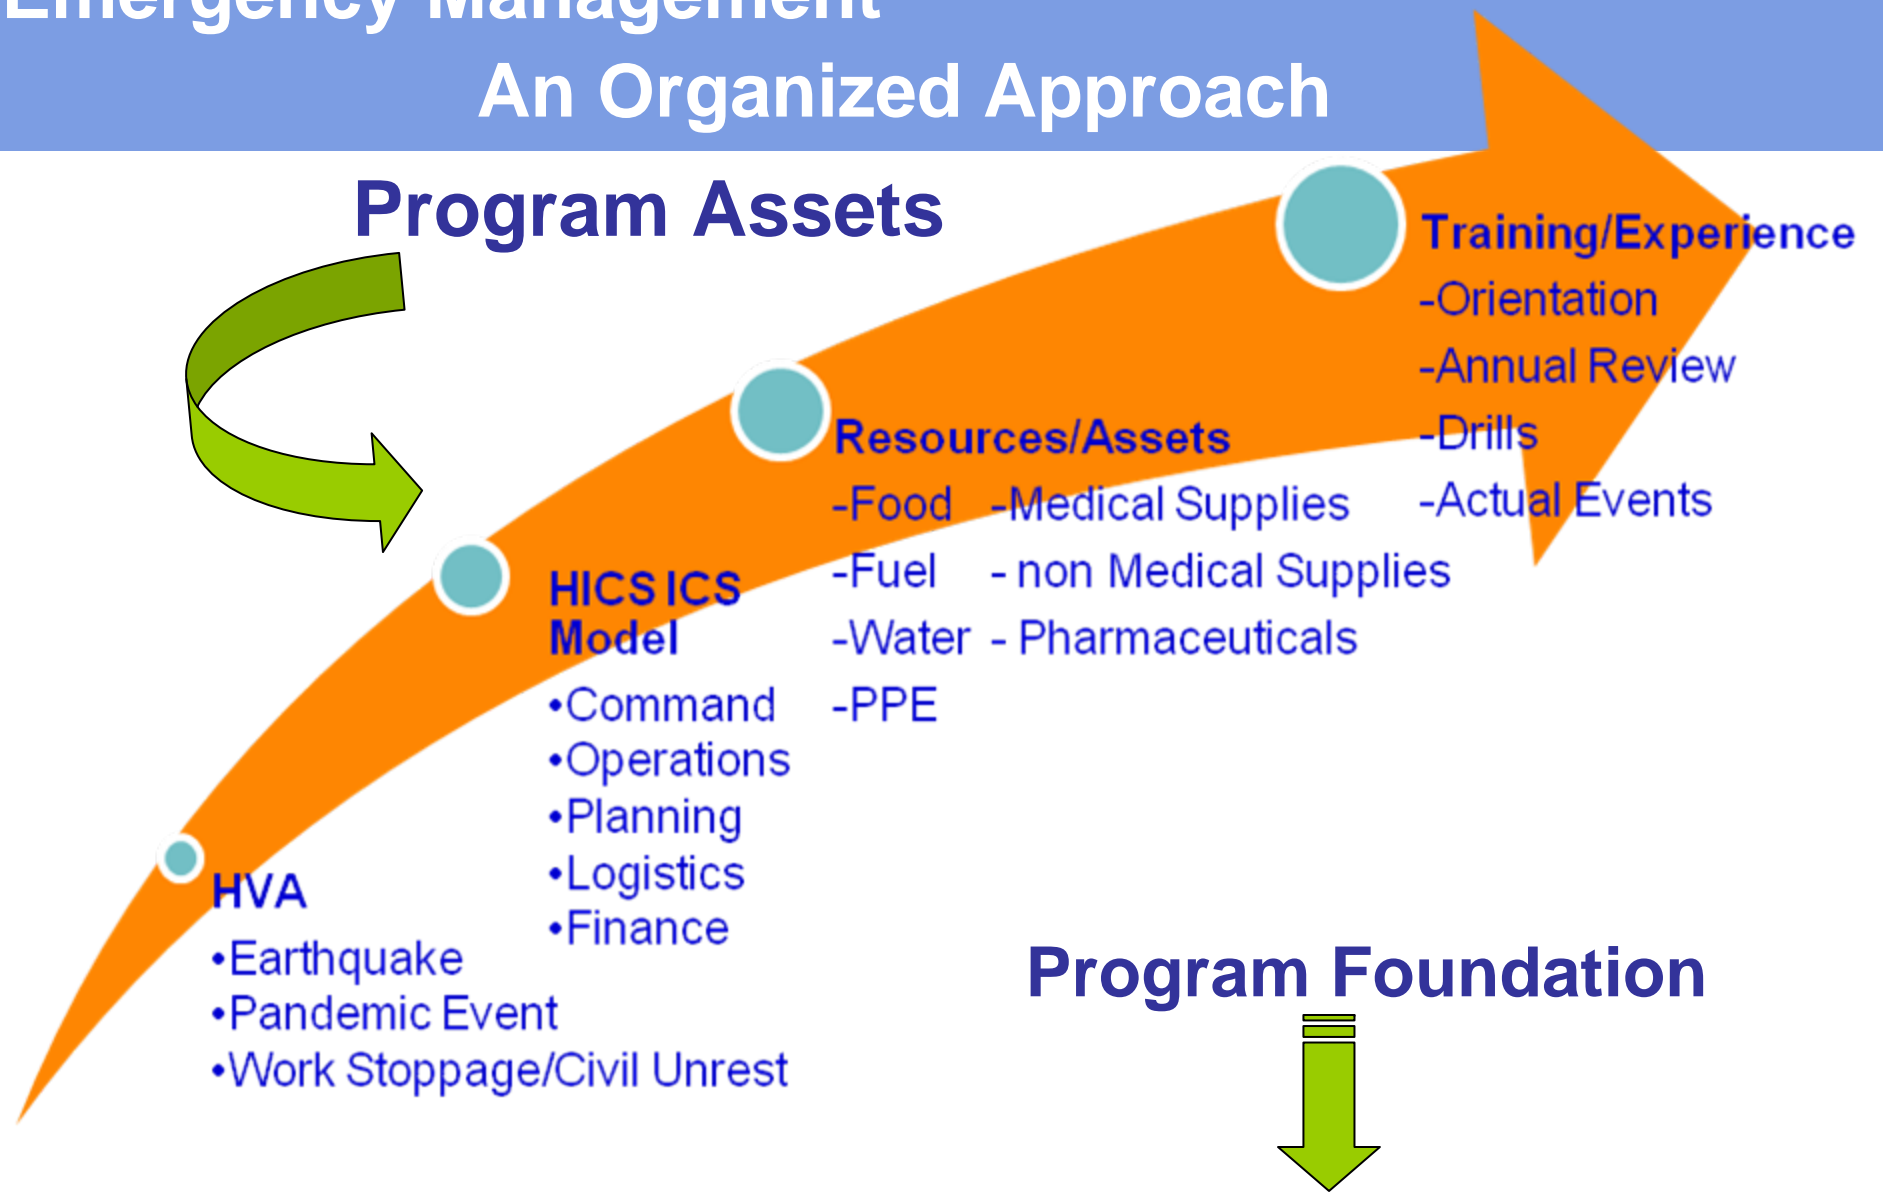 Emergency Management
An Organized Approach
Program Assets
Training/Experience
-Orientation
-Annual Review
-Drills
-Actual Events
Resources/Assets
-Food -Medical Supplies
-Fuel - non Medical Supplies
-Water - Pharmaceuticals
-PPE
HICS ICS
Model
•Command
•Operations
•Planning
•Logistics
•Finance
HVA
•Earthquake
•Pandemic Event
•Work Stoppage/Civil Unrest
Program Foundation